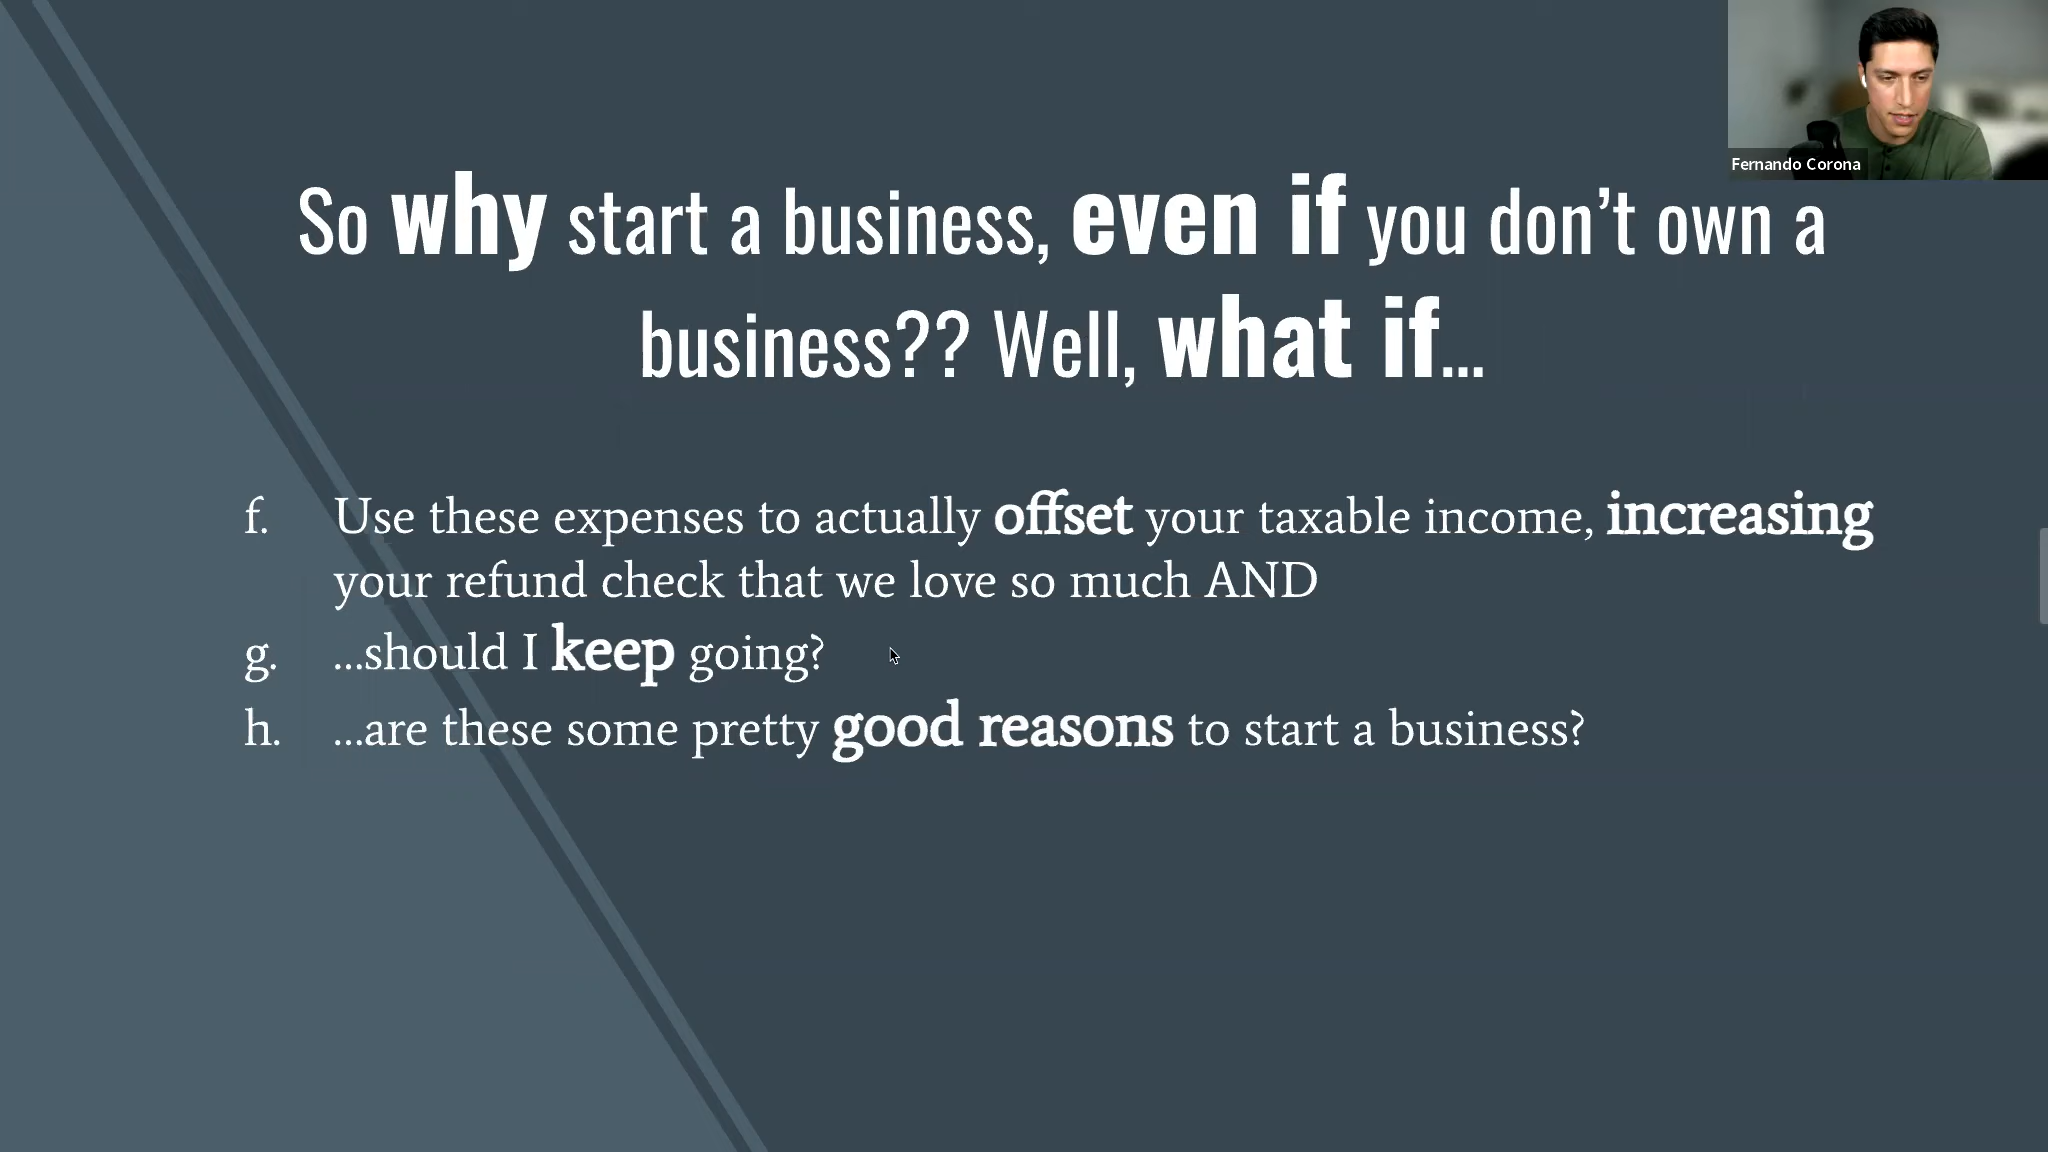 Fernando Corona
So why start a business, even if you don’t own a
business?? Well, what if...
f. Use these expenses to actually offset your taxable income, increasing
your refund check that we love so much AND
g. ...should I keep going?
h. ...are these some pretty good reasons to start a business?